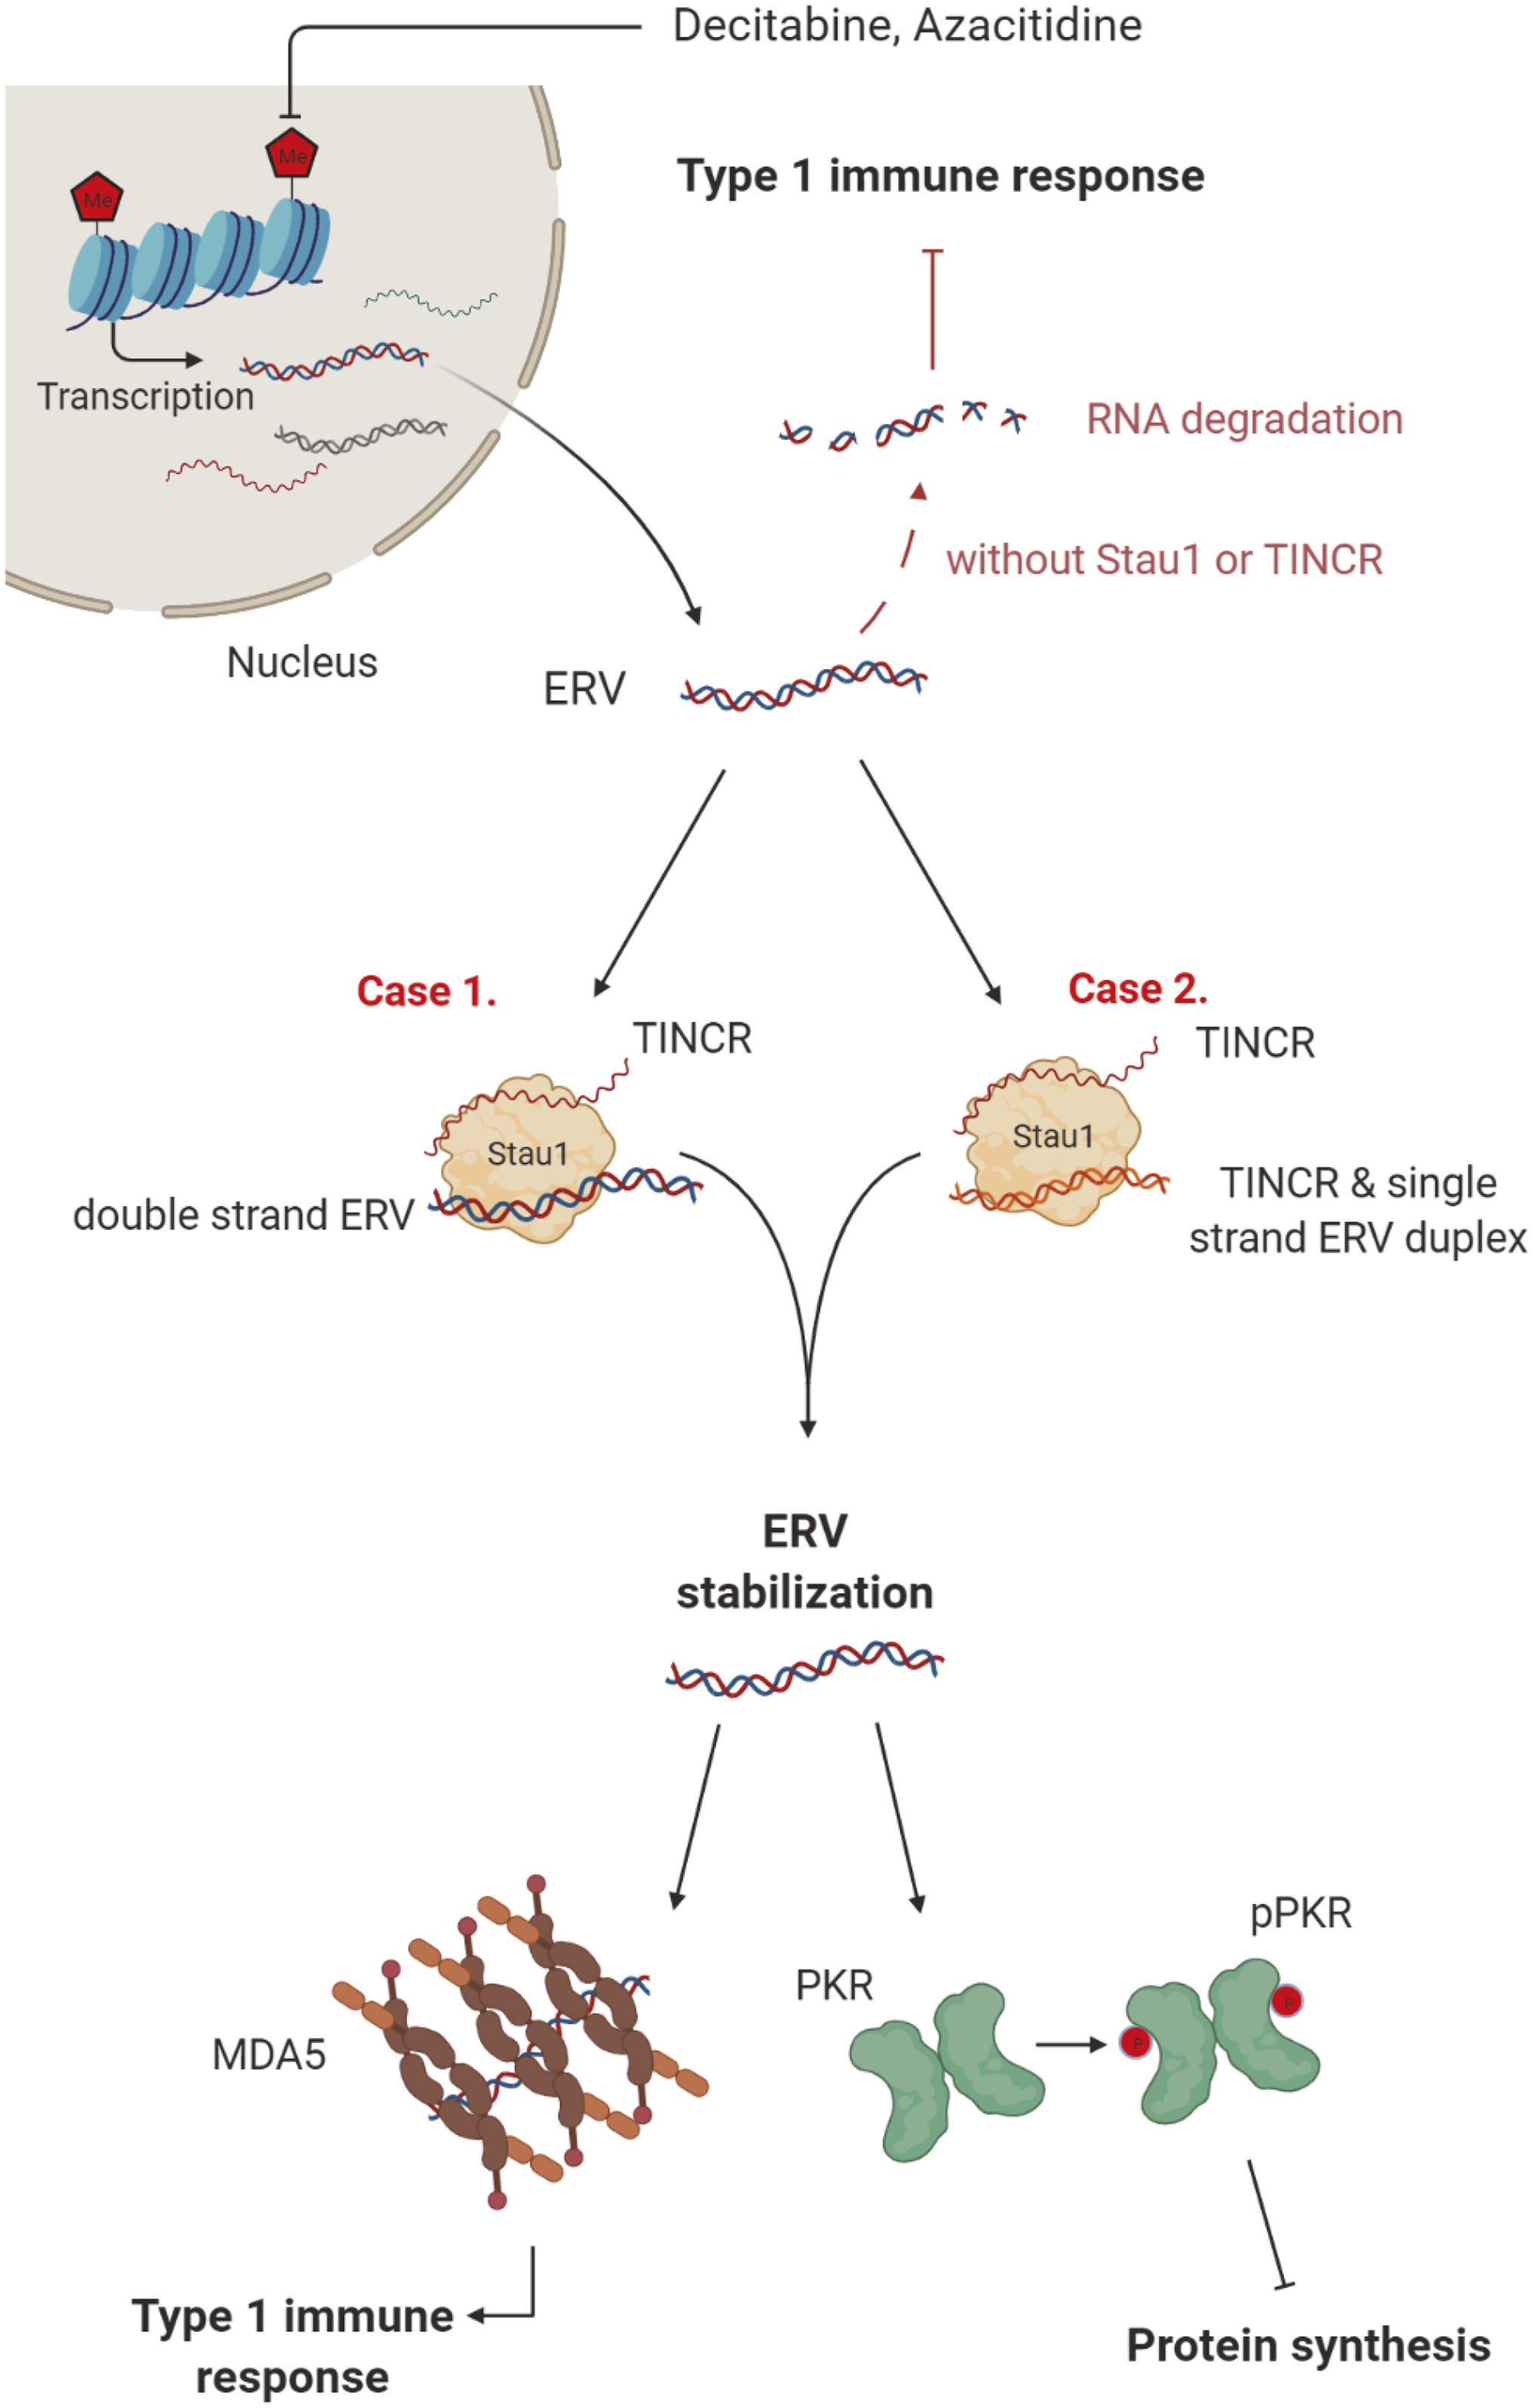 Decitabine, Azacitidine
Me
Me
Type 1 immune response
Transcription
RNA degradation
without Stau1 or TINCR
Nucleus
ERV
Case 1.
Case 2.
TINCR
TINCR
Stau1
Stau1
double strand ERV
TINCR & single
strand ERV duplex
ERV
stabilization
pPKR
PKR
MDA5
P
P
Type 1 immune
response
Protein synthesis